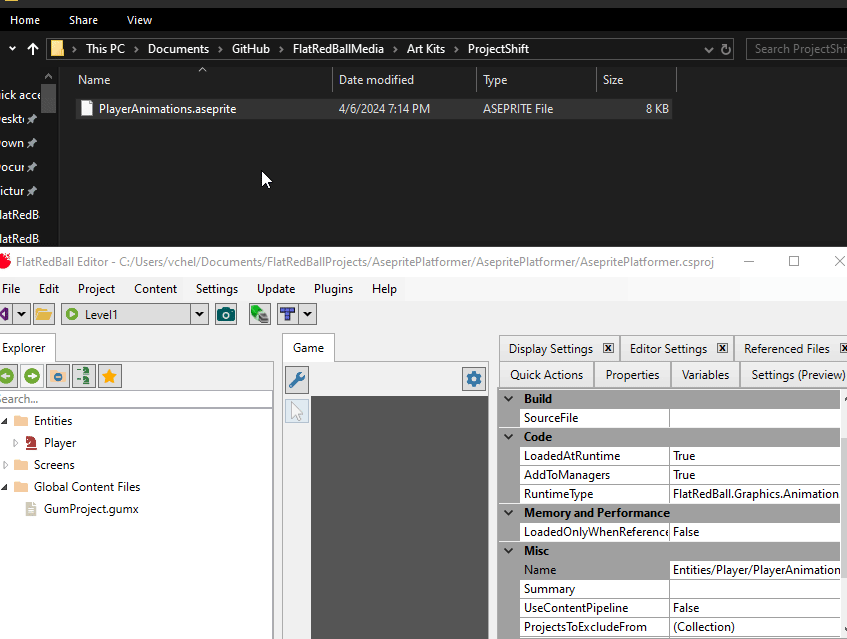 Home Share View
This PC > Documents > GitHub > FlatRedBallMedia > Art Kits > ProjectShift
Search ProjectShi
Name Date modified Type Size
PlayerAnimations.aseprite 4/6/2024 7:14 PM ASEPRITE File 8 KB
ick acce
eskto
own
ocur
ictur
latRedB
latRedB
FlatRedBall Editor - C:/Users/vchel/Documents/FlatRedBallProjects/AsepritePlatformer/AsepritePlatformer/AsepritePlatformer.csproj
File Edit Project Content Settings Update Plugins Help
Level1
Explorer
Search...
Entities
Player
Screens
Global Content Files
GumProject.gumx
Game
Display Settings Editor Settings Referenced Files
Quick Actions Properties Variables Settings (Preview)
Build
SourceFile
Code
LoadedAtRuntime True
AddToManagers True
RuntimeType FlatRedBall.Graphics.Animation
Memory and Performance
LoadedOnlyWhenReference False
Misc
Name Entities/Player/PlayerAnimation
Summary
UseContentPipeline False
ProjectsToExcludeFrom (Collection)